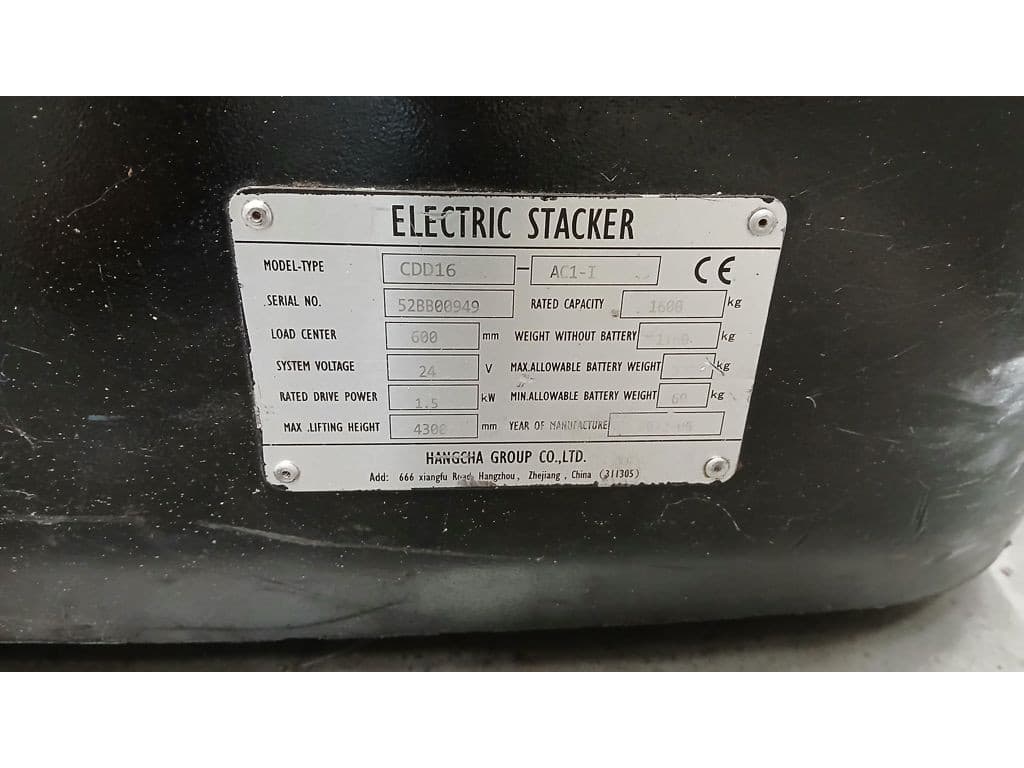 ELECTRIC STACKER
MODEL-TYPE CDD16 - AC1-I CE
SERIAL NO. 52BB00949 RATED CAPACITY 1600 kg
LOAD CENTER 600 mm WEIGHT WITHOUT BATTERY kg
SYSTEM VOLTAGE 24 V MAX.ALLOWABLE BATTERY WEIGHT kg
RATED DRIVE POWER 1.5 kW MIN.ALLOWABLE BATTERY WEIGHT kg
MAX .LIFTING HEIGHT 4300 mm YEAR OF MANUFACTURE
HANGCHA GROUP CO.,LTD.
Add: 666 xiangfu Road, Hangzhou, Zhejiang, China (311305)